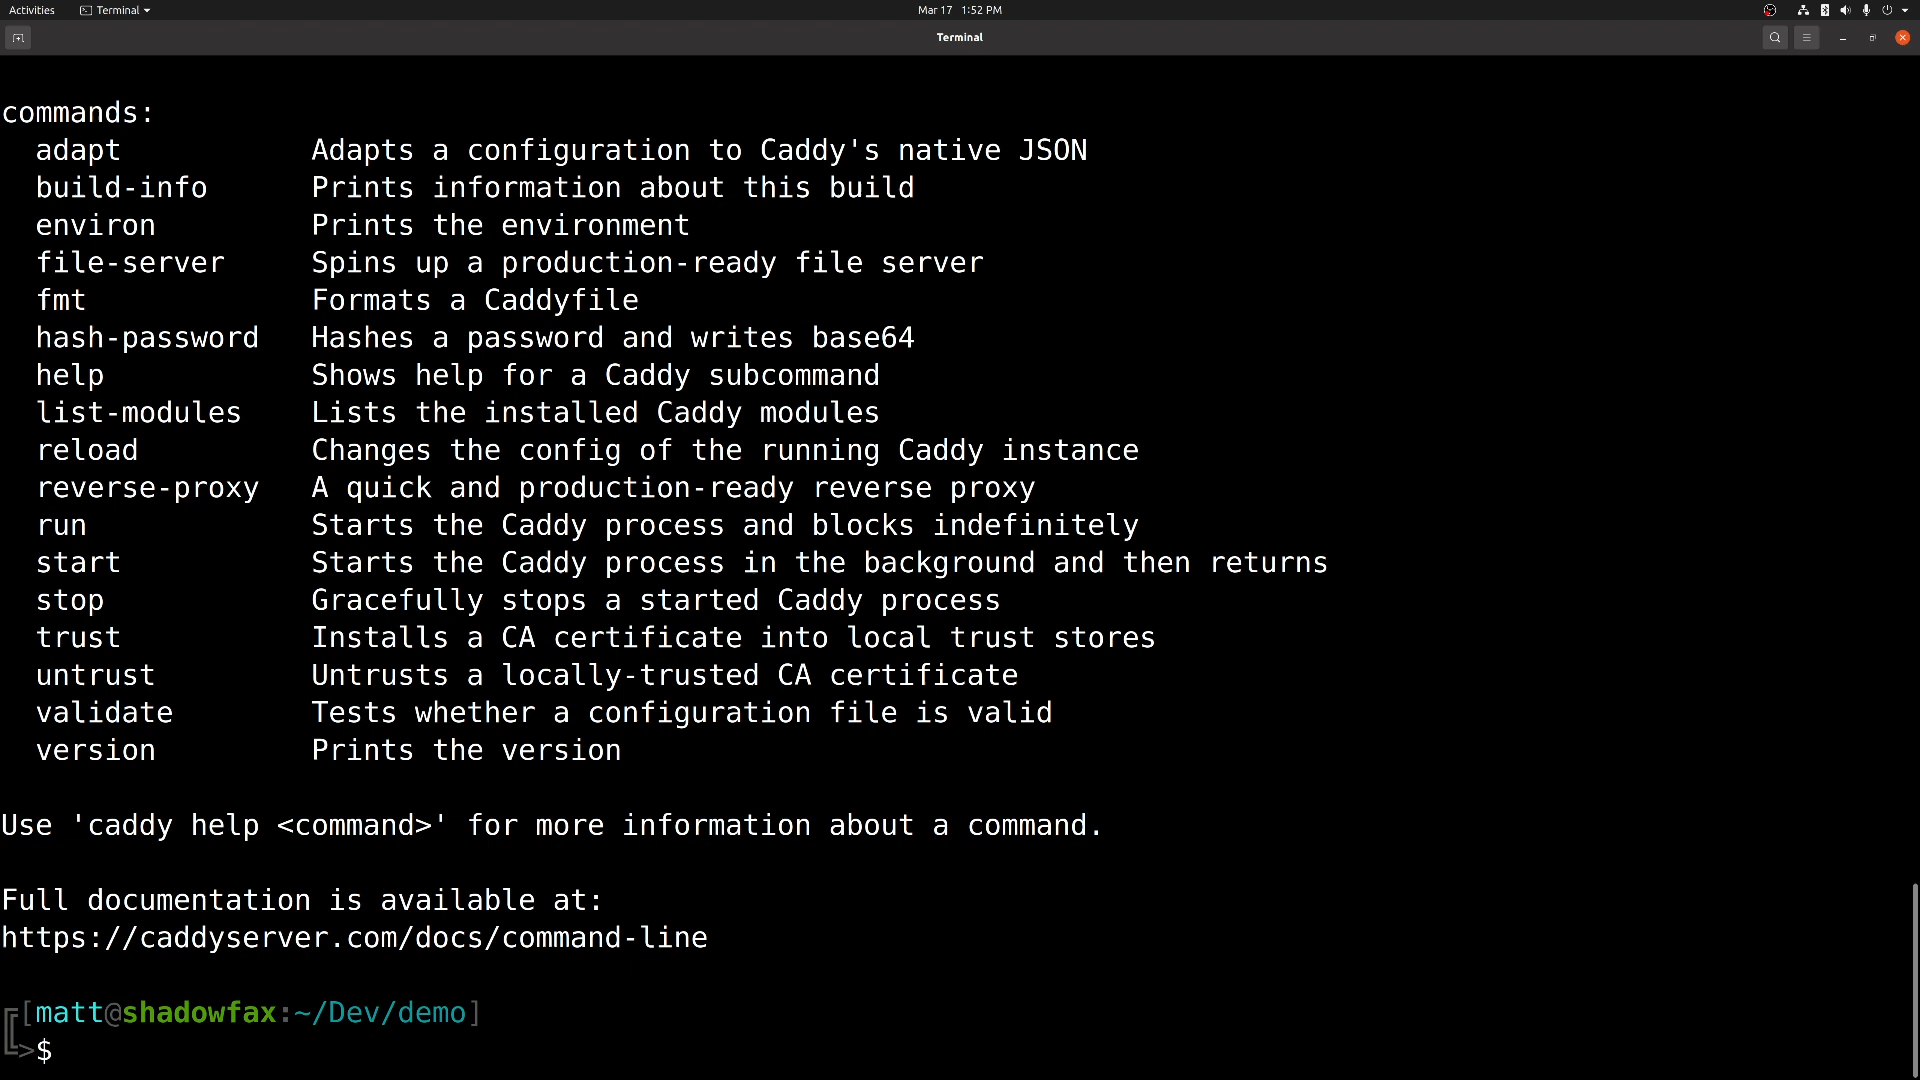 Activities Terminal Mar 17 1:52 PM
Terminal
commands:
adapt Adapts a configuration to Caddy's native JSON
build-info Prints information about this build
environ Prints the environment
file-server Spins up a production-ready file server
fmt Formats a Caddyfile
hash-password Hashes a password and writes base64
help Shows help for a Caddy subcommand
list-modules Lists the installed Caddy modules
reload Changes the config of the running Caddy instance
reverse-proxy A quick and production-ready reverse proxy
run Starts the Caddy process and blocks indefinitely
start Starts the Caddy process in the background and then returns
stop Gracefully stops a started Caddy process
trust Installs a CA certificate into local trust stores
untrust Untrusts a locally-trusted CA certificate
validate Tests whether a configuration file is valid
version Prints the version
Use 'caddy help <command>' for more information about a command.
Full documentation is available at:
https://caddyserver.com/docs/command-line
╔[matt@shadowfax:~/Dev/demo]
╚>$